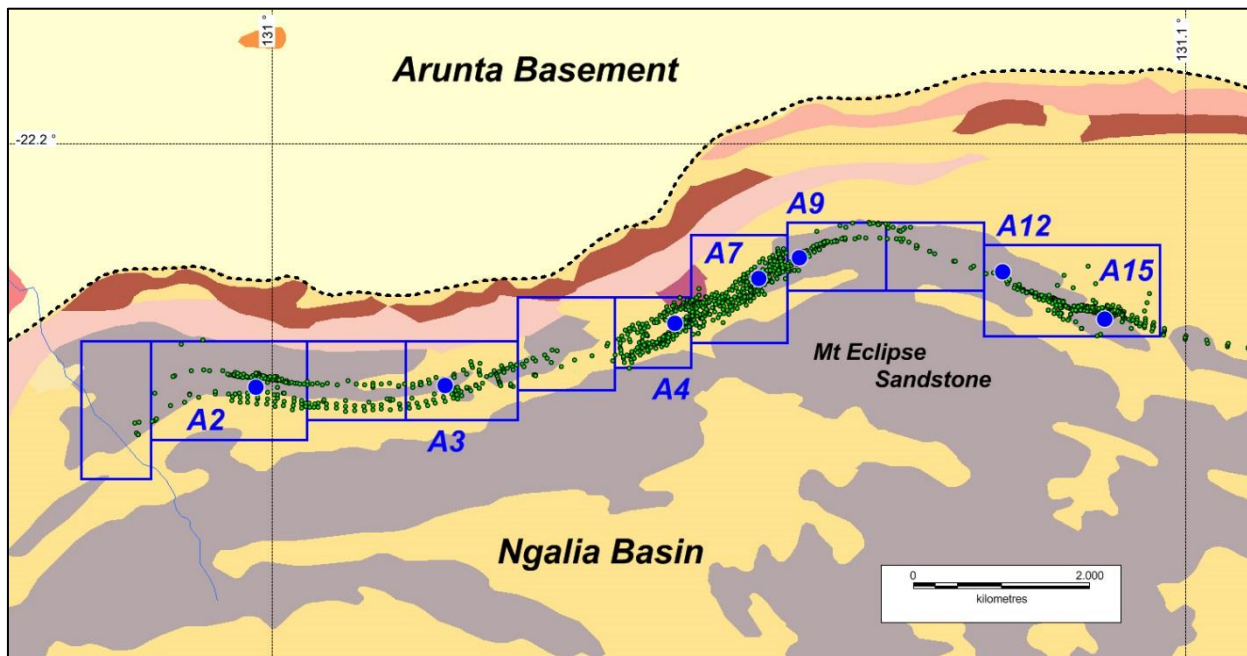 131 °
131.1 °
Arunta Basement
-22.2 °
A9
A12
A7
A15
Mt Eclipse
Sandstone
A4
A2
A3
Ngalia Basin
0
2.000
kilometres